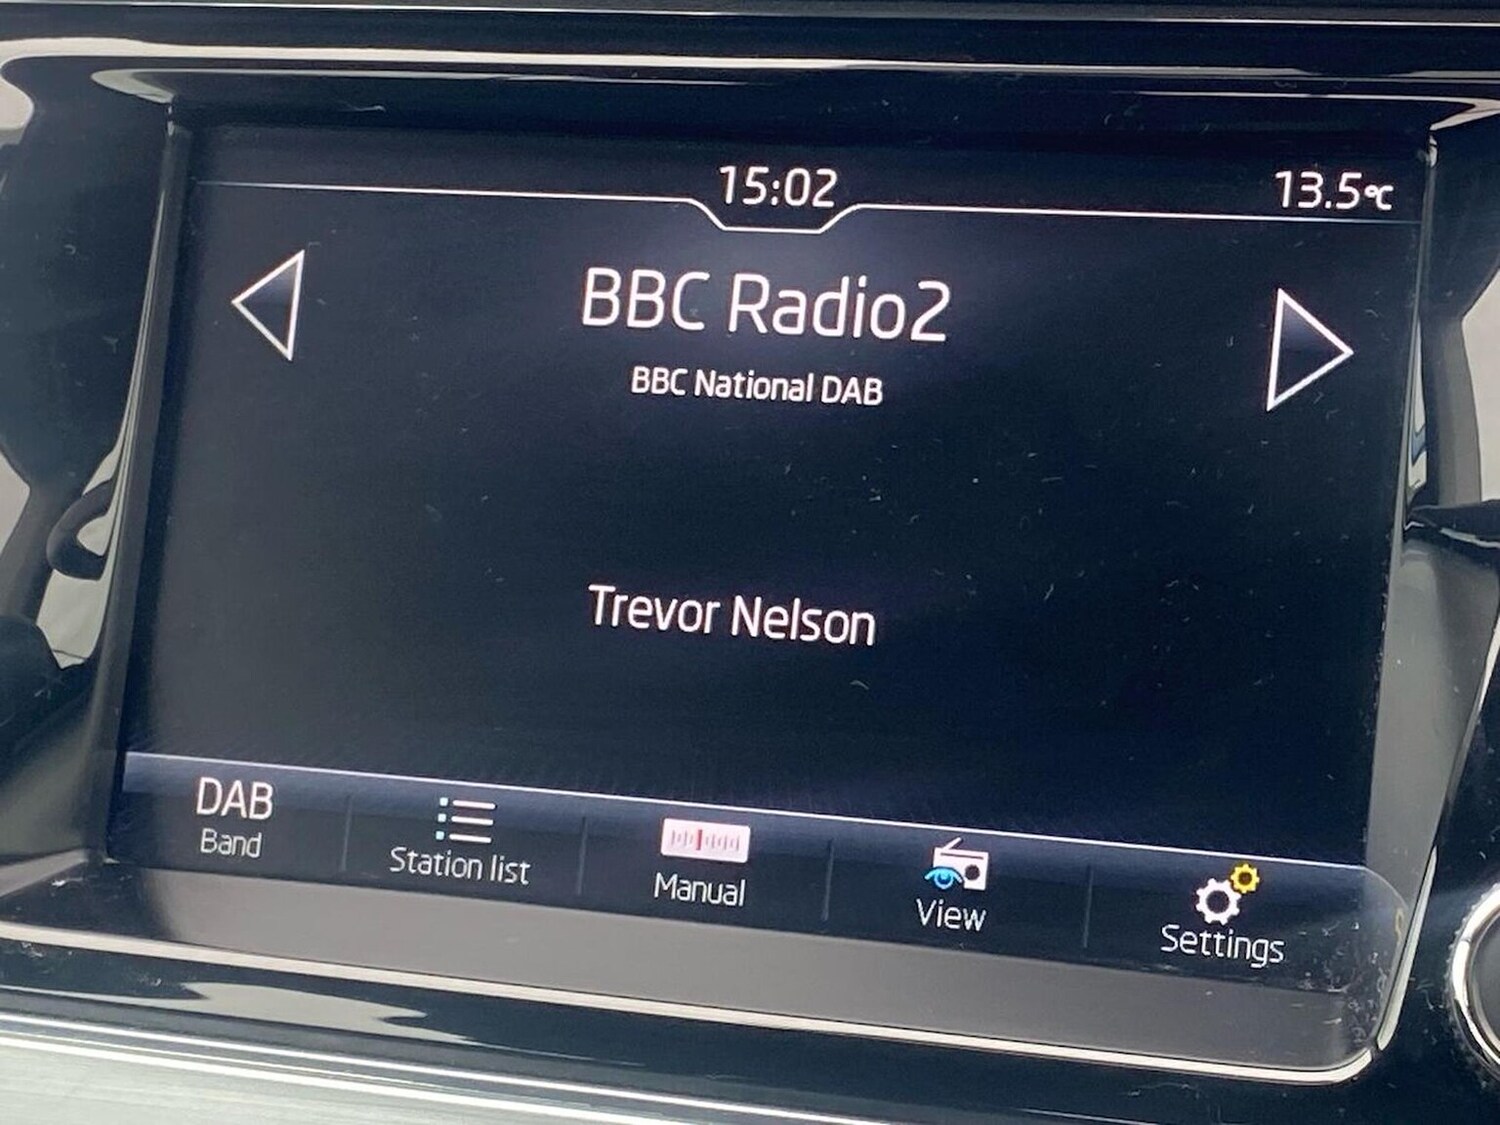 15:02
13.5°C
BBC Radio2
BBC National DAB
Trevor Nelson
DAB
Band
Station list
Manual
View
Settings